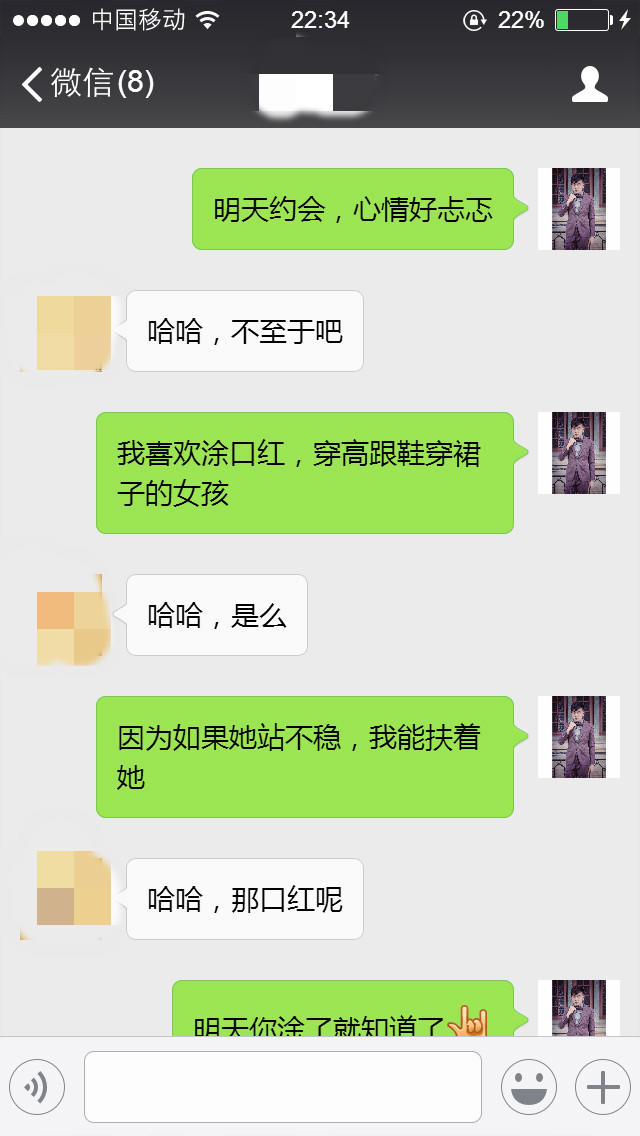 中国移动 22:34 22%
微信(8)
明天约会，心情好忐忑
哈哈，不至于吧
我喜欢涂口红，穿高跟鞋穿裙
子的女孩
哈哈，是么
因为如果她站不稳，我能扶着
她
哈哈，那口红呢
明天你涂了就知道了